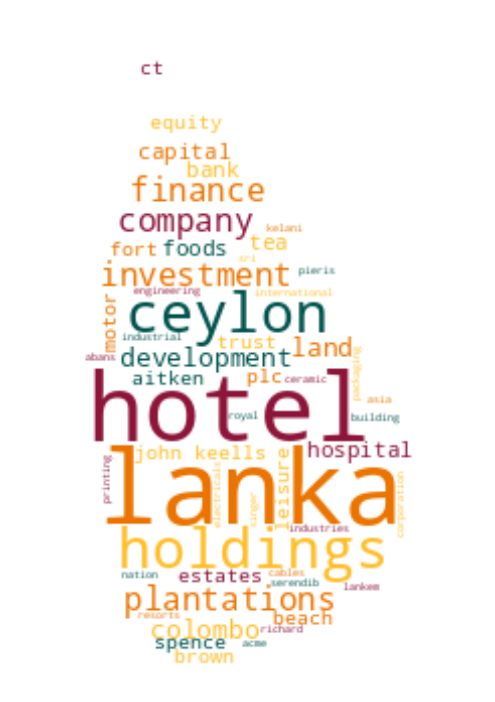 ct
equity
capital
bank
finance
company
kelani
fort foods tea
sri
investment pieris
engineering international
motor
ceylon
industrial trust
abans development land
packaging
aitken plc ceramic
hotel
asia
royal building
john keells hospital
printing
lanka
electricals singer leisure corporation
industries
holdings
nation estates cables
serendib lankem
plantations
resorts beach
colombo richard
spence acme
brown